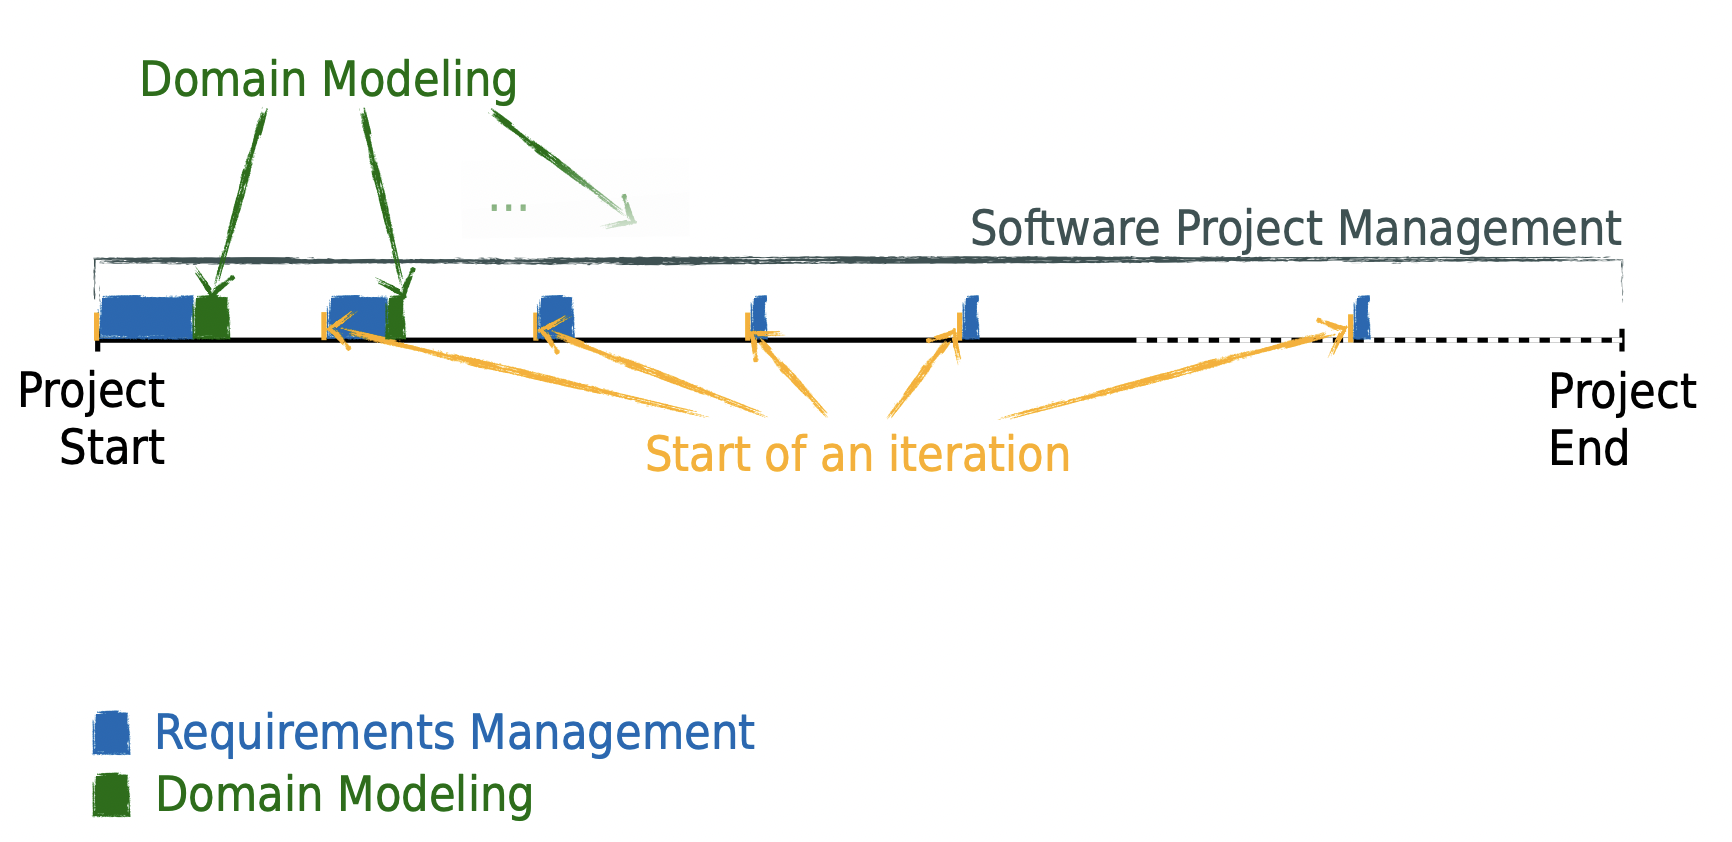 Domain Modeling
...
Software Project Management
Project
Start
Start of an iteration
Project
End
Requirements Management
Domain Modeling